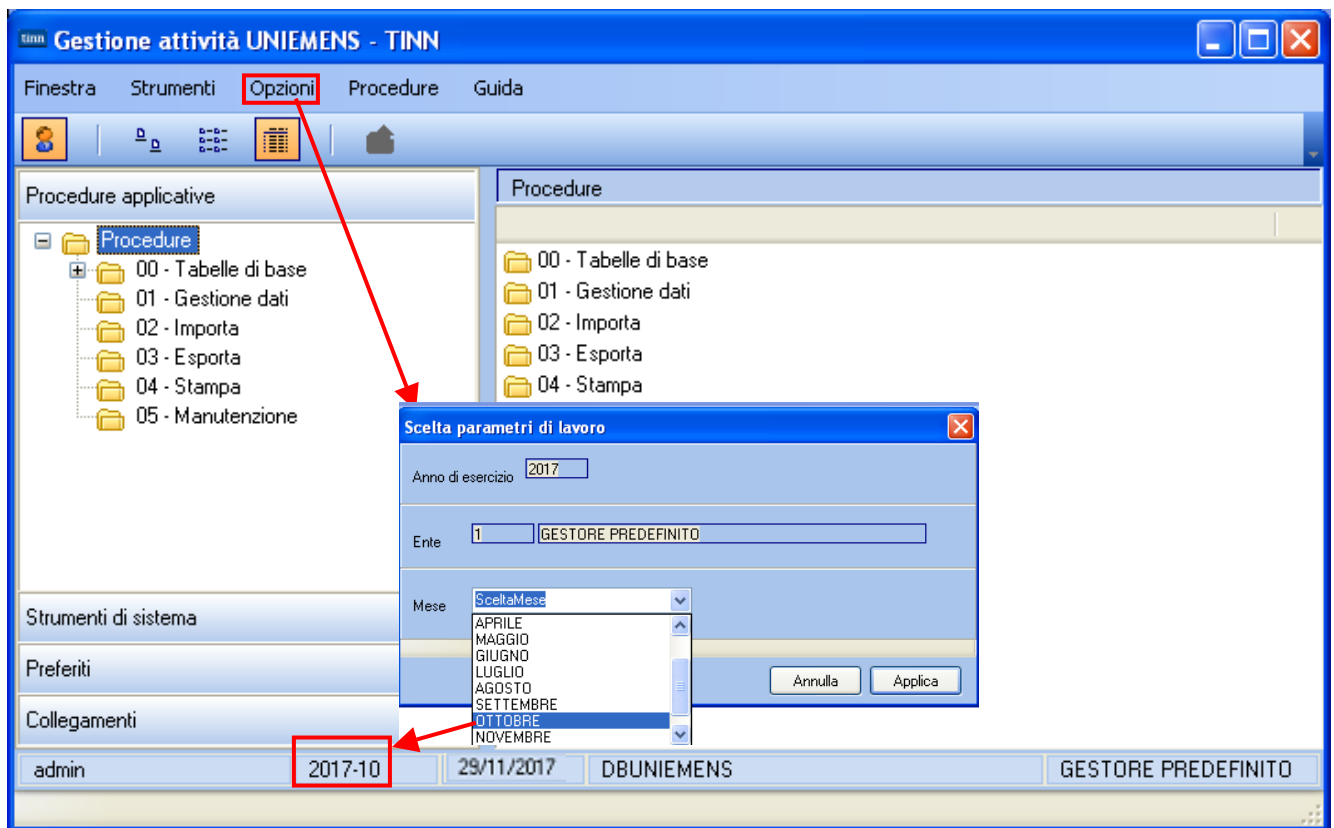 tinn Gestione attività UNIEMENS - TINN
Finestra Strumenti Opzioni Procedure Guida
Procedure applicative
Procedure
00 - Tabelle di base
01 - Gestione dati
02 - Importa
03 - Esporta
04 - Stampa
05 - Manutenzione
Strumenti di sistema
Preferiti
Collegamenti
Procedure
00 - Tabelle di base
01 - Gestione dati
02 - Importa
03 - Esporta
04 - Stampa
Scelta parametri di lavoro
Anno di esercizio 2017
Ente 1 GESTORE PREDEFINITO
Mese SceltaMese
APRILE
MAGGIO
GIUGNO
LUGLIO
AGOSTO
SETTEMBRE
OTTOBRE
NOVEMBRE
Annulla Applica
admin 2017-10 29/11/2017 DBUNIEMENS GESTORE PREDEFINITO